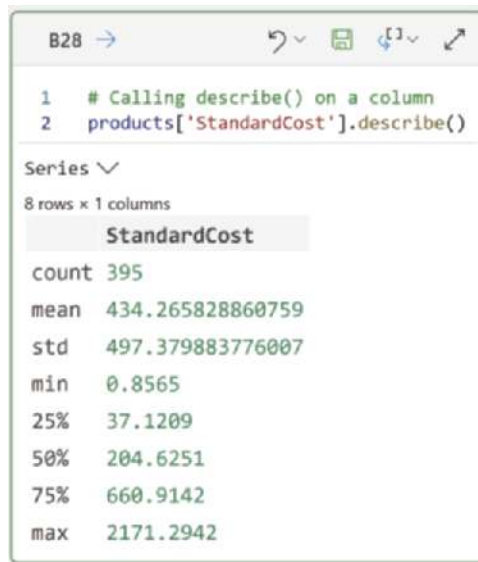 B28
1 # Calling describe() on a column
2 products['StandardCost'].describe()
Series
8 rows × 1 columns
StandardCost
count 395
mean 434.265828860759
std 497.379883776007
min 0.8565
25% 37.1209
50% 204.6251
75% 660.9142
max 2171.2942